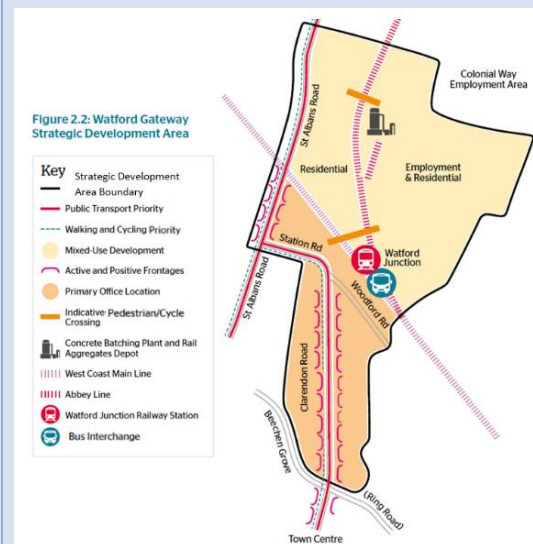 Figure 2.2: Watford Gateway
Strategic Development Area
Key
Strategic Development
Area Boundary
Public Transport Priority
Walking and Cycling Priority
Mixed-Use Development
Active and Positive Frontages
Primary Office Location
Indicative Pedestrian/Cycle
Crossing
Concrete Batching Plant and Rail
Aggregates Depot
West Coast Main Line
Abbey Line
Watford Junction Railway Station
Bus Interchange
St Albans Road
Colonial Way
Employment Area
Residential
Employment
& Residential
Station Rd
Watford
Junction
St Albans Road
Woodford Rd
Clarendon Road
Beechen Grove
(Ring Road)
Town Centre